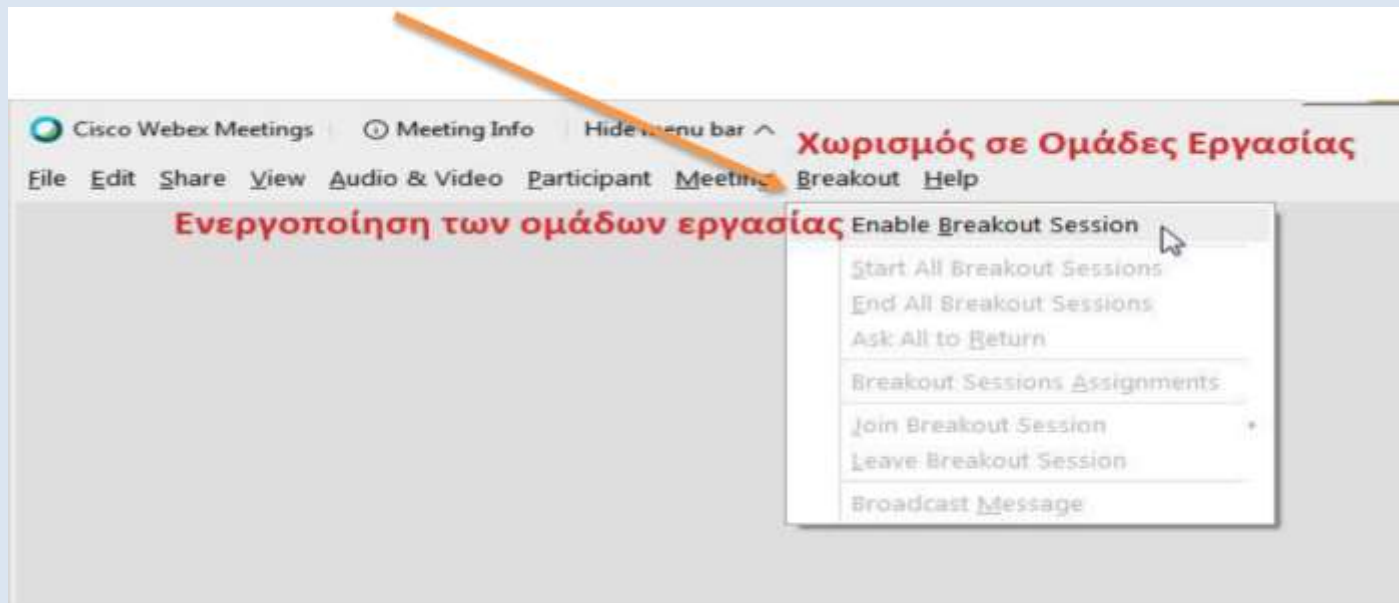 Cisco Webex Meetings Meeting Info Hide menu bar
Χωρισμός σε Ομάδες Εργασίας
File Edit Share View Audio & Video Participant Meeting Breakout Help
Ενεργοποίηση των ομάδων εργασίας Enable Breakout Session
Start All Breakout Sessions
End All Breakout Sessions
Ask All to Return
Breakout Sessions Assignments
Join Breakout Session
Leave Breakout Session
Broadcast Message